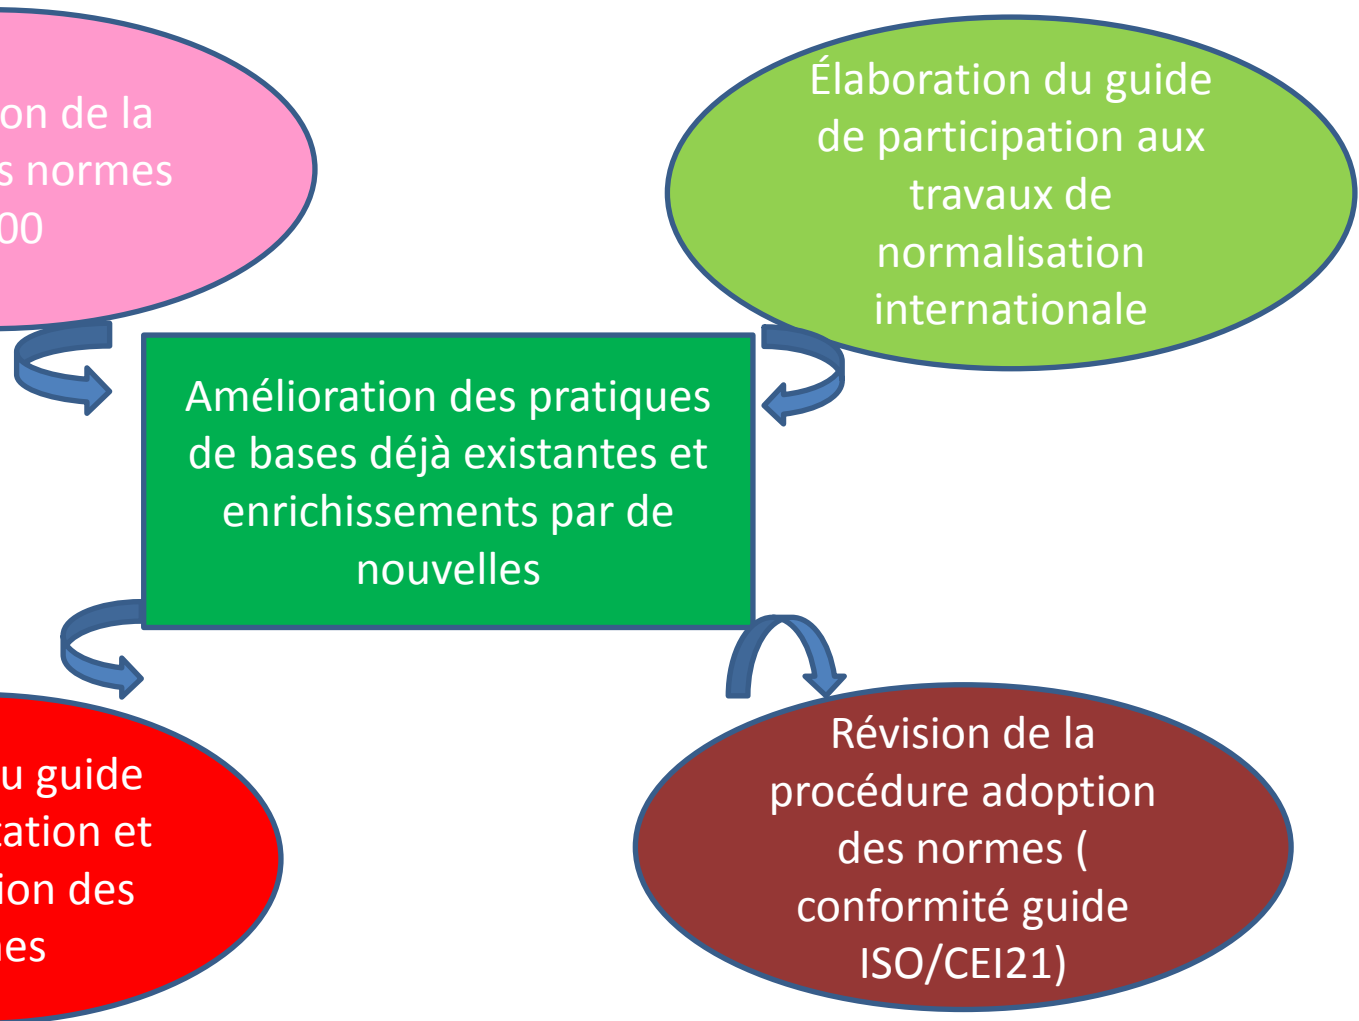 on de la
s normes
00
Élaboration du guide
de participation aux
travaux de
normalisation
internationale
Amélioration des pratiques
de bases déjà existantes et
enrichissements par de
nouvelles
u guide
tation et
ion des
nes
Révision de la
procédure adoption
des normes (
conformité guide
ISO/CEI21)